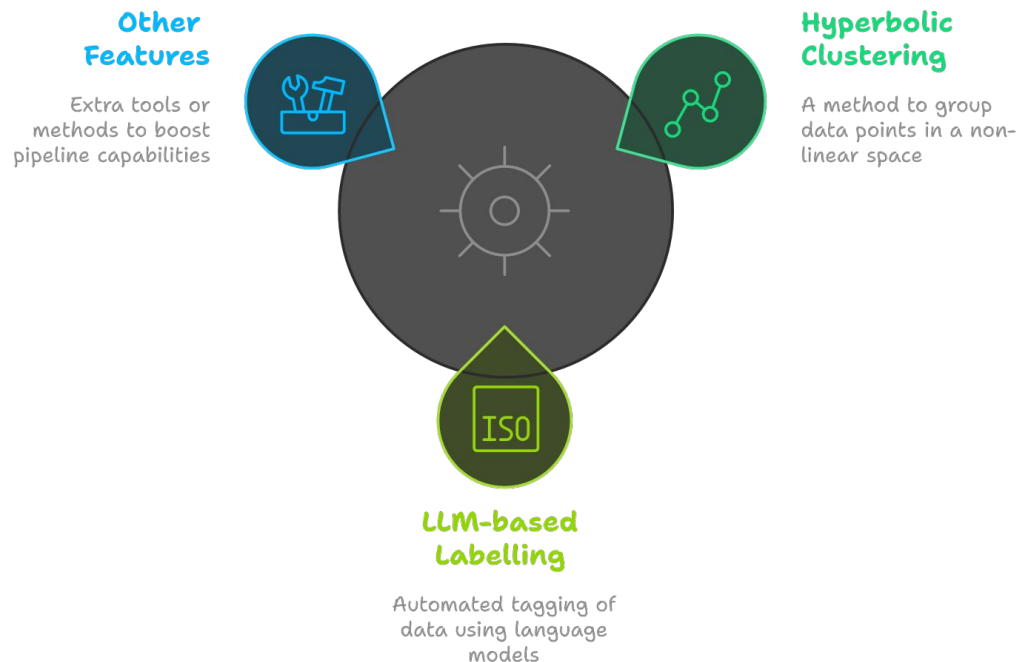 Other
Features
Extra tools or
methods to boost
pipeline capabilities
Hyperbolic
Clustering
A method to group
data points in a non-
linear space
ISO
LLM-based
Labelling
Automated tagging of
data using language
models